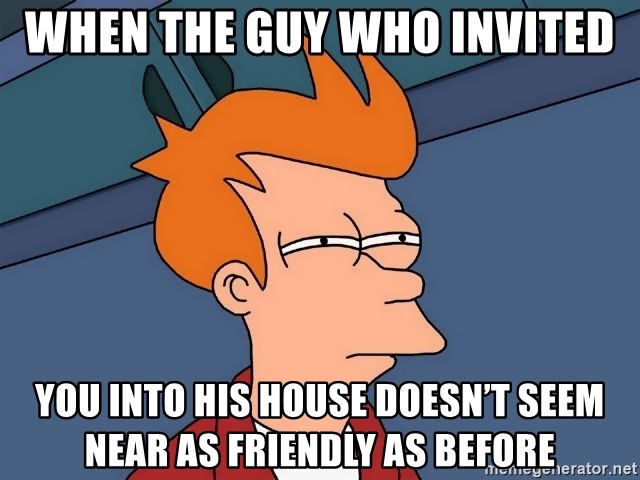 WHEN THE GUY WHO INVITED
YOU INTO HIS HOUSE DOESN'T SEEM
NEAR AS FRIENDLY AS BEFORE
memegenerator.net